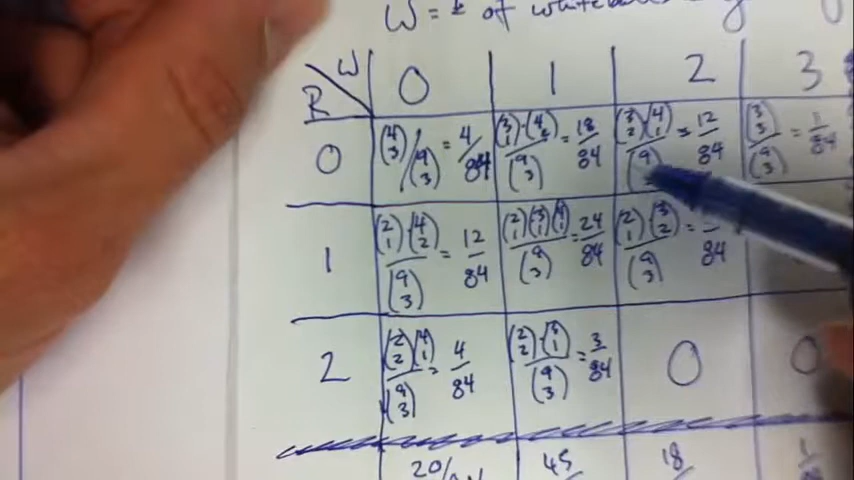 W = # of white
W 0 1 2 3
R
0 (4 3)/(9 3) = 4/84 (3 1)·(4 2)/(9 3) = 18/84 (3 2)(4 1)/(9 3) = 12/84 (3 3)/(9 3) = 1/84
1 (2 1)(4 2)/(9 3) = 12/84 (2 1)(3 1)(4 1)/(9 3) = 24/84 (2 1)(3 2)/(9 3) = /84
2 (2 2)(4 1)/(9 3) = 4/84 (2 2)·(3 1)/(9 3) = 3/84 0 0
20/84 45 18 1